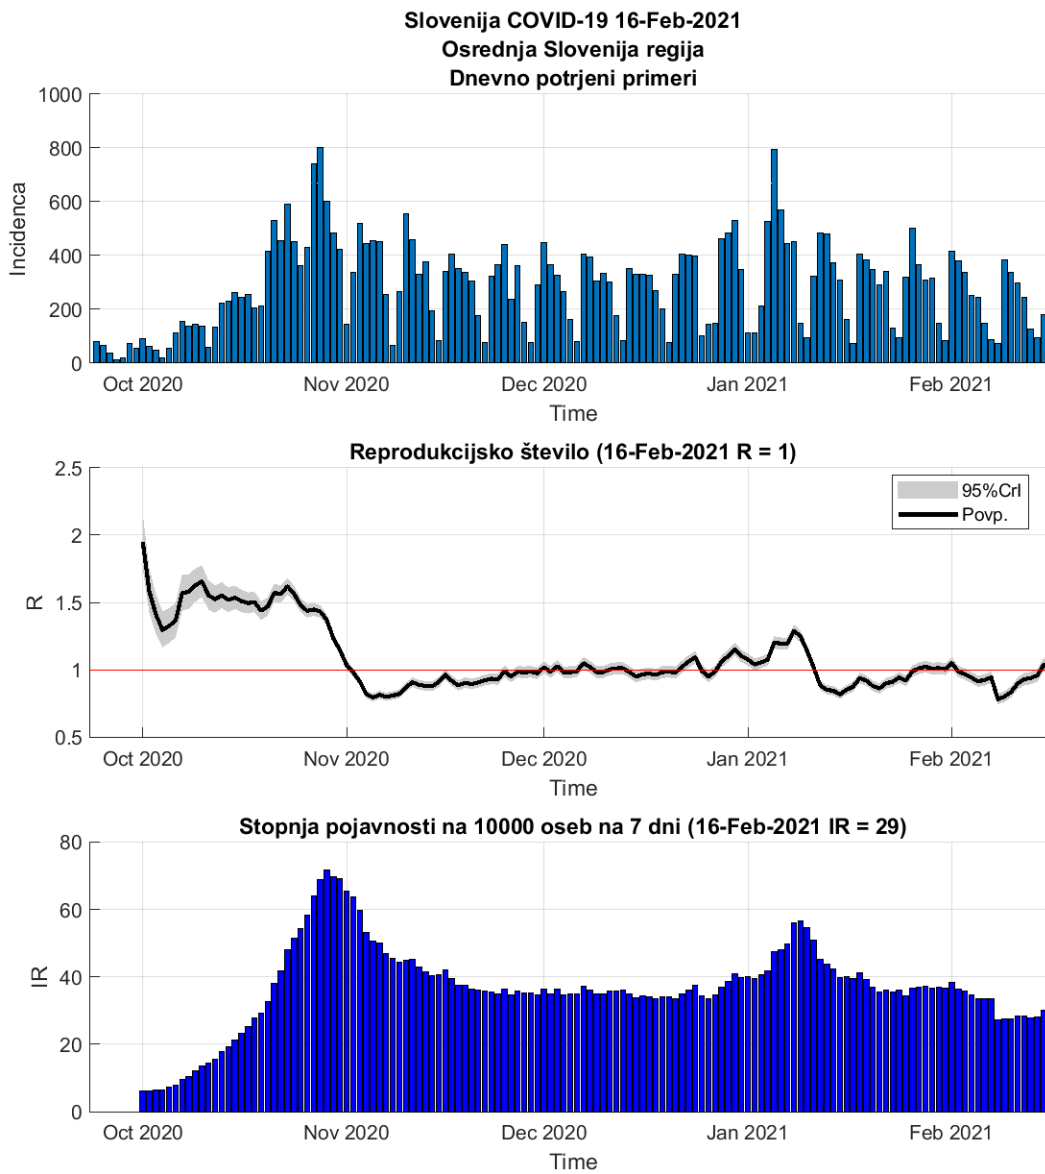 Slovenija COVID-19 16-Feb-2021
Osrednja Slovenija regija
Dnevno potrjeni primeri
1000
800
600
400
200
0
Incidenca
Oct 2020 Nov 2020 Dec 2020 Jan 2021 Feb 2021
Time
Reprodukcijsko število (16-Feb-2021 R = 1)
2.5
2
1.5
1
0.5
R
95%CrI
Povp.
Oct 2020 Nov 2020 Dec 2020 Jan 2021 Feb 2021
Time
Stopnja pojavnosti na 10000 oseb na 7 dni (16-Feb-2021 IR = 29)
80
60
40
20
0
IR
Oct 2020 Nov 2020 Dec 2020 Jan 2021 Feb 2021
Time